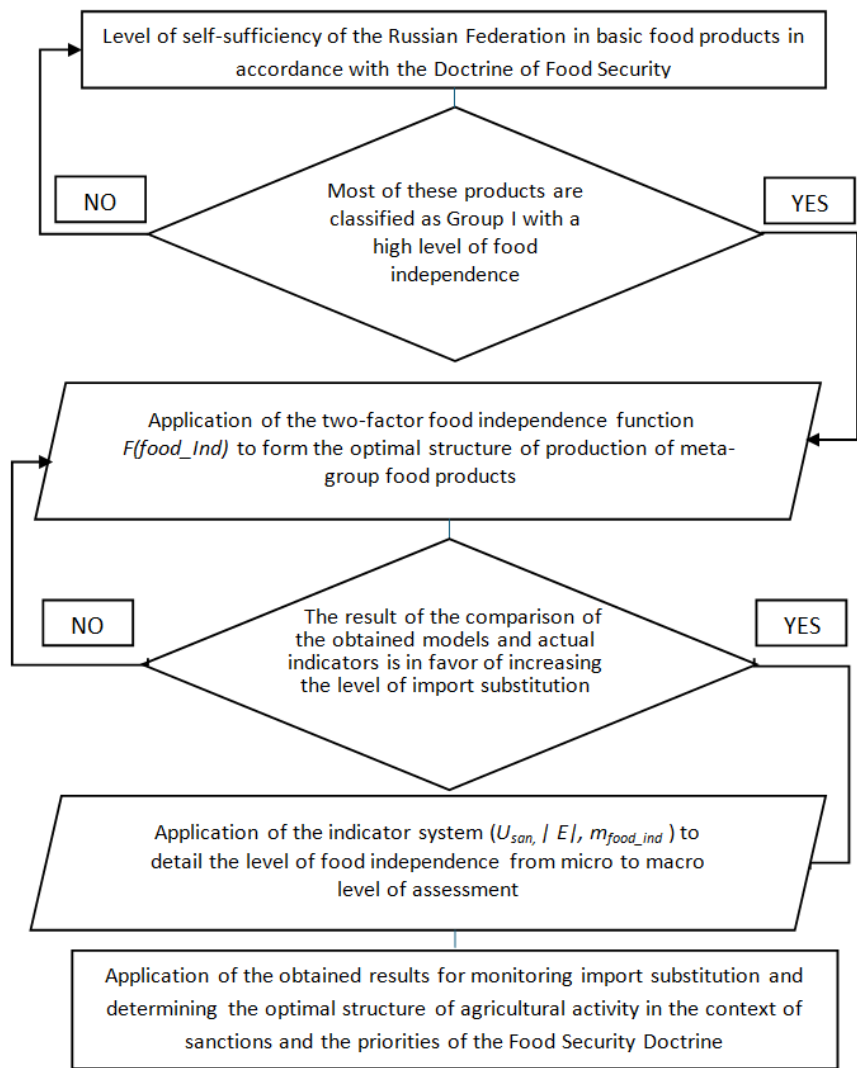 Level of self-sufficiency of the Russian Federation in basic food products in
accordance with the Doctrine of Food Security
NO
YES
Most of these products are
classified as Group I with a
high level of food
independence
Application of the two-factor food independence function
F(food_Ind) to form the optimal structure of production of meta-
group food products
NO
YES
The result of the comparison of
the obtained models and actual
indicators is in favor of increasing
the level of import substitution
Application of the indicator system (U_san, | E|, m_food_ind ) to
detail the level of food independence from micro to macro
level of assessment
Application of the obtained results for monitoring import substitution and
determining the optimal structure of agricultural activity in the context of
sanctions and the priorities of the Food Security Doctrine